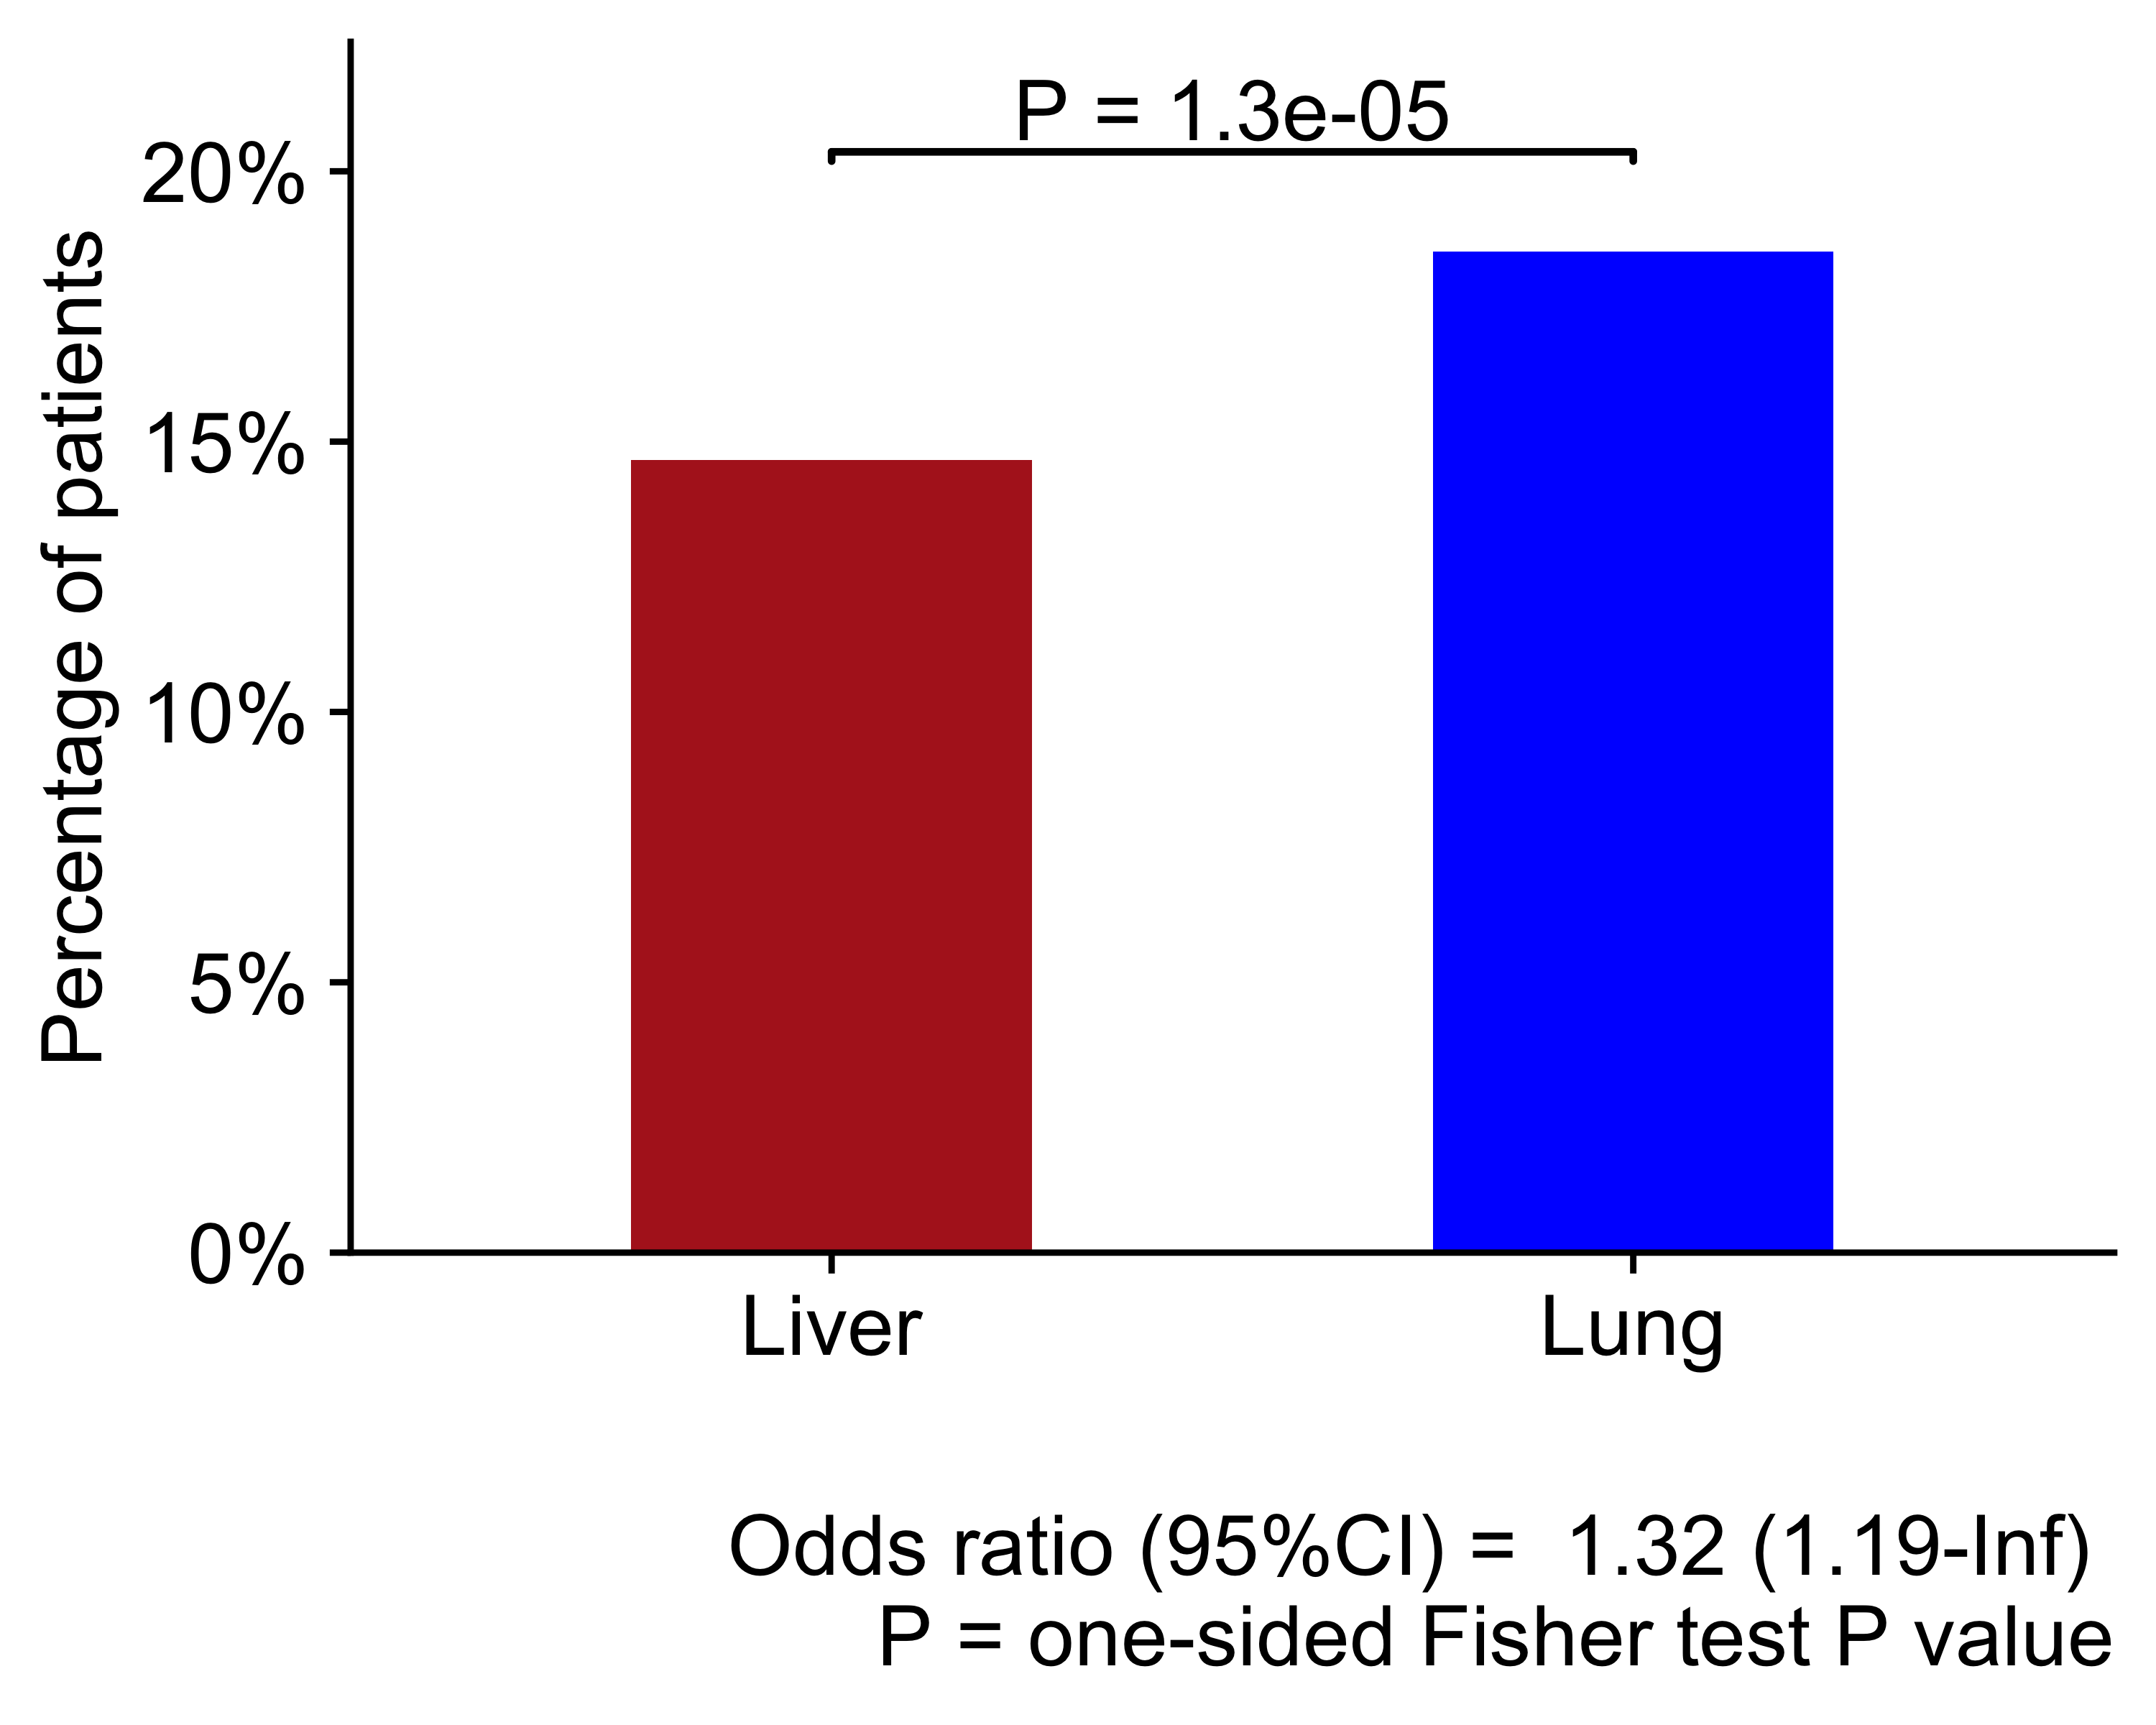 P = 1.3e-05
20%
15%
10%
5%
0%
Percentage of patients
Liver
Lung
Odds ratio (95%CI) =  1.32 (1.19-Inf)
P = one-sided Fisher test P value